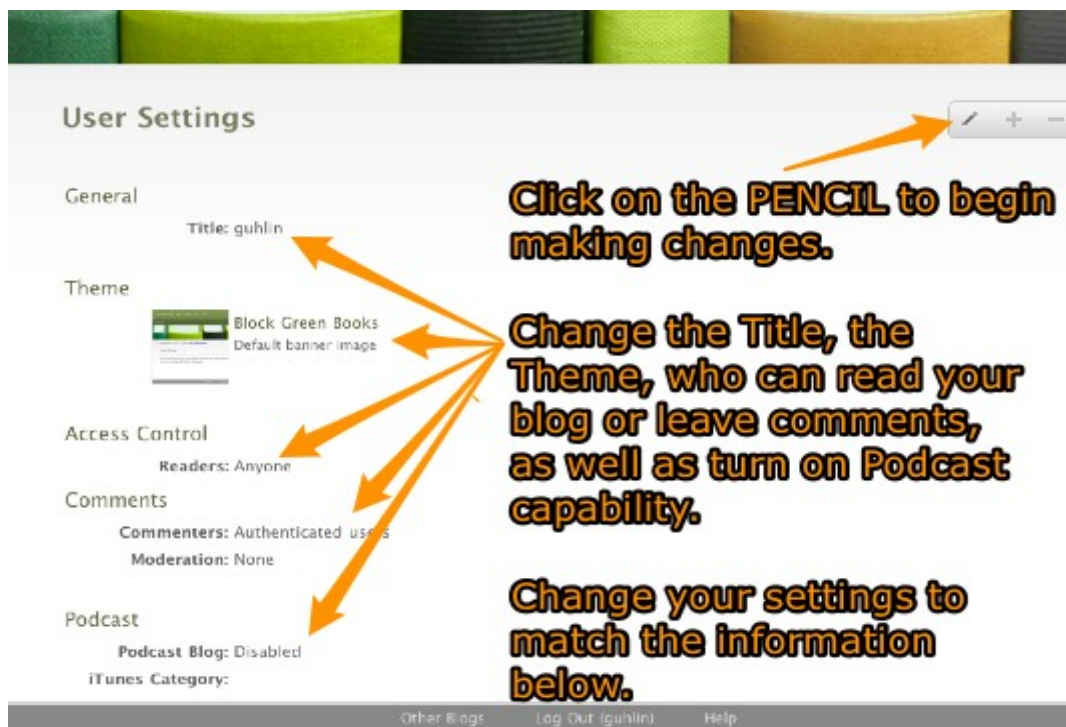 User Settings
General
Title: guhlin
Theme
Block Green Books
Default banner image
Access Control
Readers: Anyone
Comments
Commenters: Authenticated users
Moderation: None
Podcast
Podcast Blog: Disabled
iTunes Category:
Click on the PENCIL to begin
making changes.
Change the Title, the
Theme, who can read your
blog or leave comments,
as well as turn on Podcast
capability.
Change your settings to
match the information
below.
Other Blogs Log Out (guhlin) Help